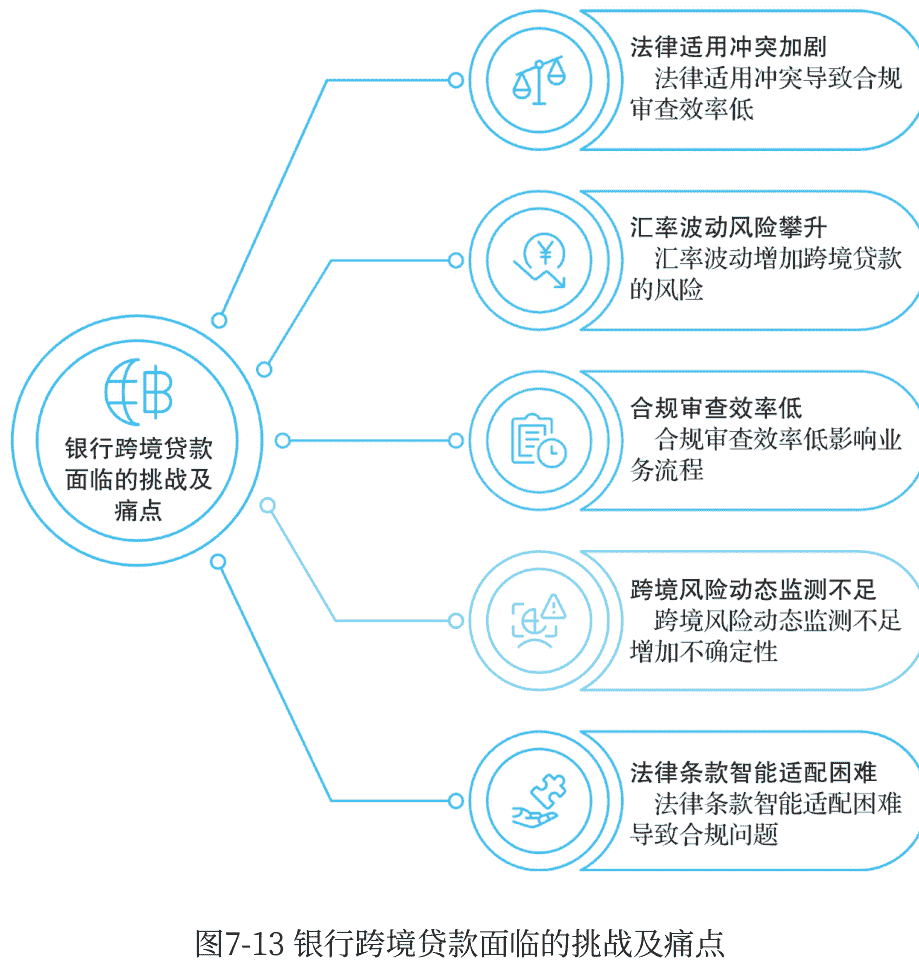 法律适用冲突加剧
法律适用冲突导致合规
审查效率低
汇率波动风险攀升
汇率波动增加跨境贷款
的风险
银行跨境贷款
面临的挑战及
痛点
合规审查效率低
合规审查效率低影响业
务流程
跨境风险动态监测不足
跨境风险动态监测不足
增加不确定性
法律条款智能适配困难
法律条款智能适配困难
导致合规问题
图7-13 银行跨境贷款面临的挑战及痛点